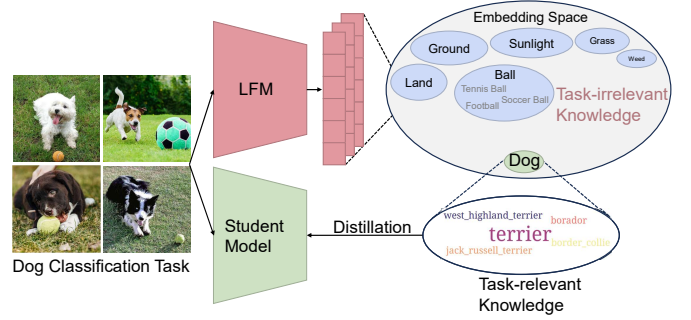 Embedding Space
Ground
Sunlight
Grass
Weed
Land
Ball
Tennis Ball
Soccer Ball
Football
Task-irrelevant
Knowledge
LFM
Dog
Student
Model
Distillation
west_highland_terrier
borador
terrier
border_collie
jack_russell_terrier
Dog Classification Task
Task-relevant
Knowledge